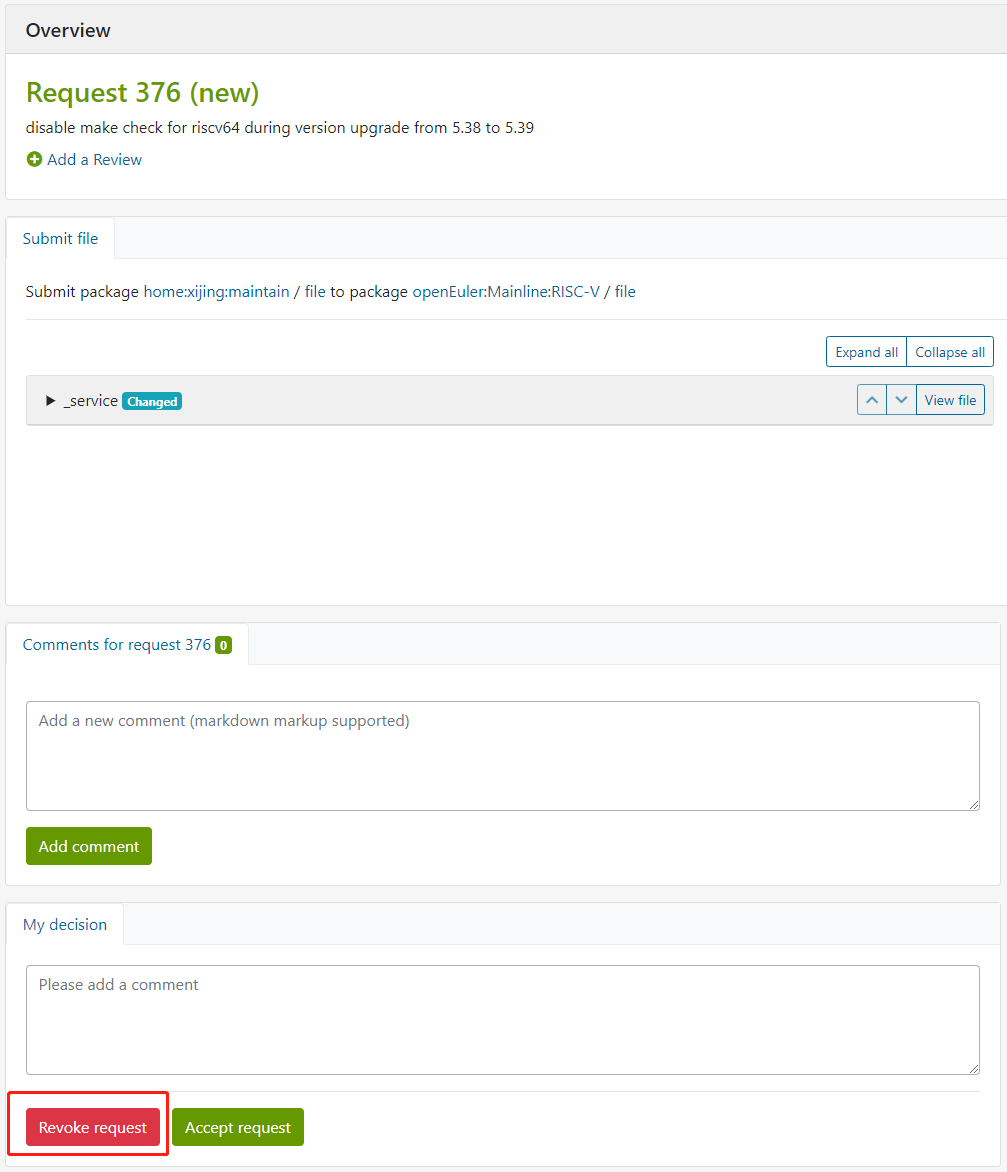 Overview
Request 376 (new)
disable make check for riscv64 during version upgrade from 5.38 to 5.39
Add a Review
Submit file
Submit package home:xijing:maintain / file to package openEuler:Mainline:RISC-V / file
Expand all Collapse all
_service Changed View file
Comments for request 376 0
Add a new comment (markdown markup supported)
Add comment
My decision
Please add a comment
Revoke request Accept request